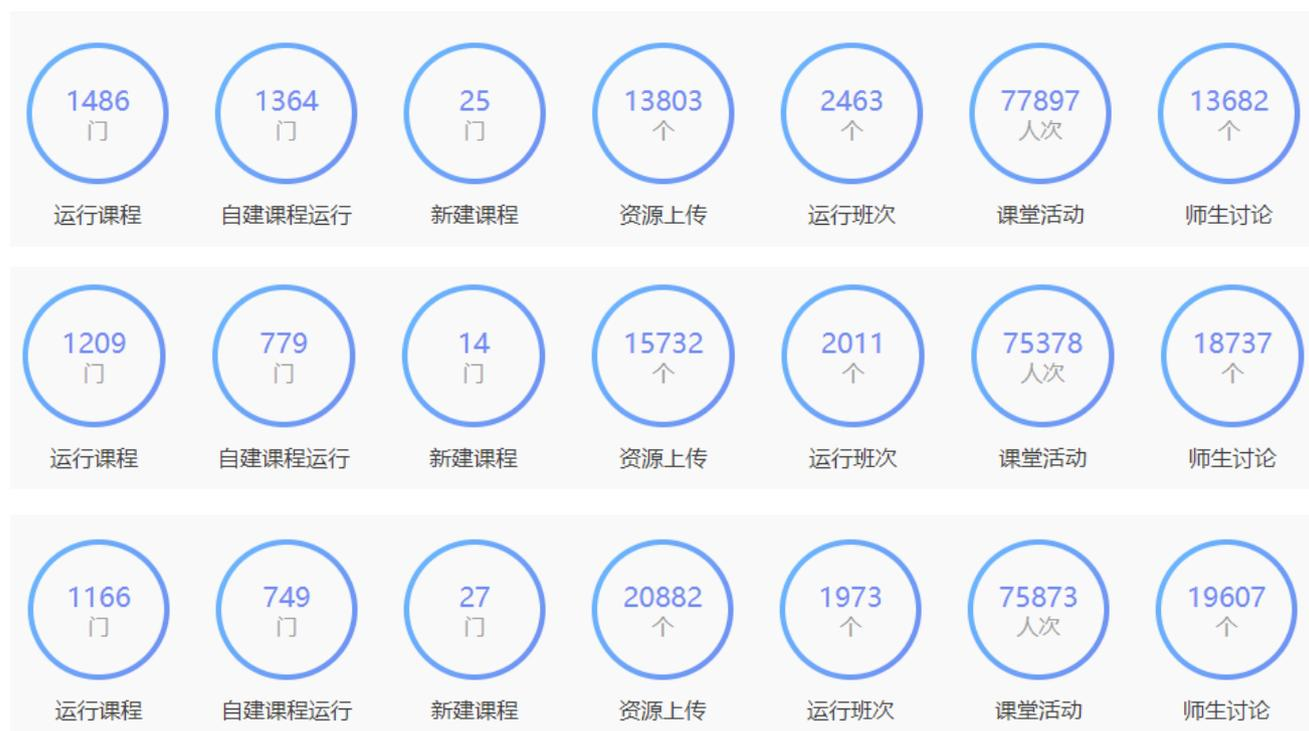 1486 1364 25 13803 2463 77897 13682
门 门 门 个 个 人次 个
运行课程 自建课程运行 新建课程 资源上传 运行班次 课堂活动 师生讨论
1209 779 14 15732 2011 75378 18737
门 门 门 个 个 人次 个
运行课程 自建课程运行 新建课程 资源上传 运行班次 课堂活动 师生讨论
1166 749 27 20882 1973 75873 19607
门 门 门 个 个 人次 个
运行课程 自建课程运行 新建课程 资源上传 运行班次 课堂活动 师生讨论